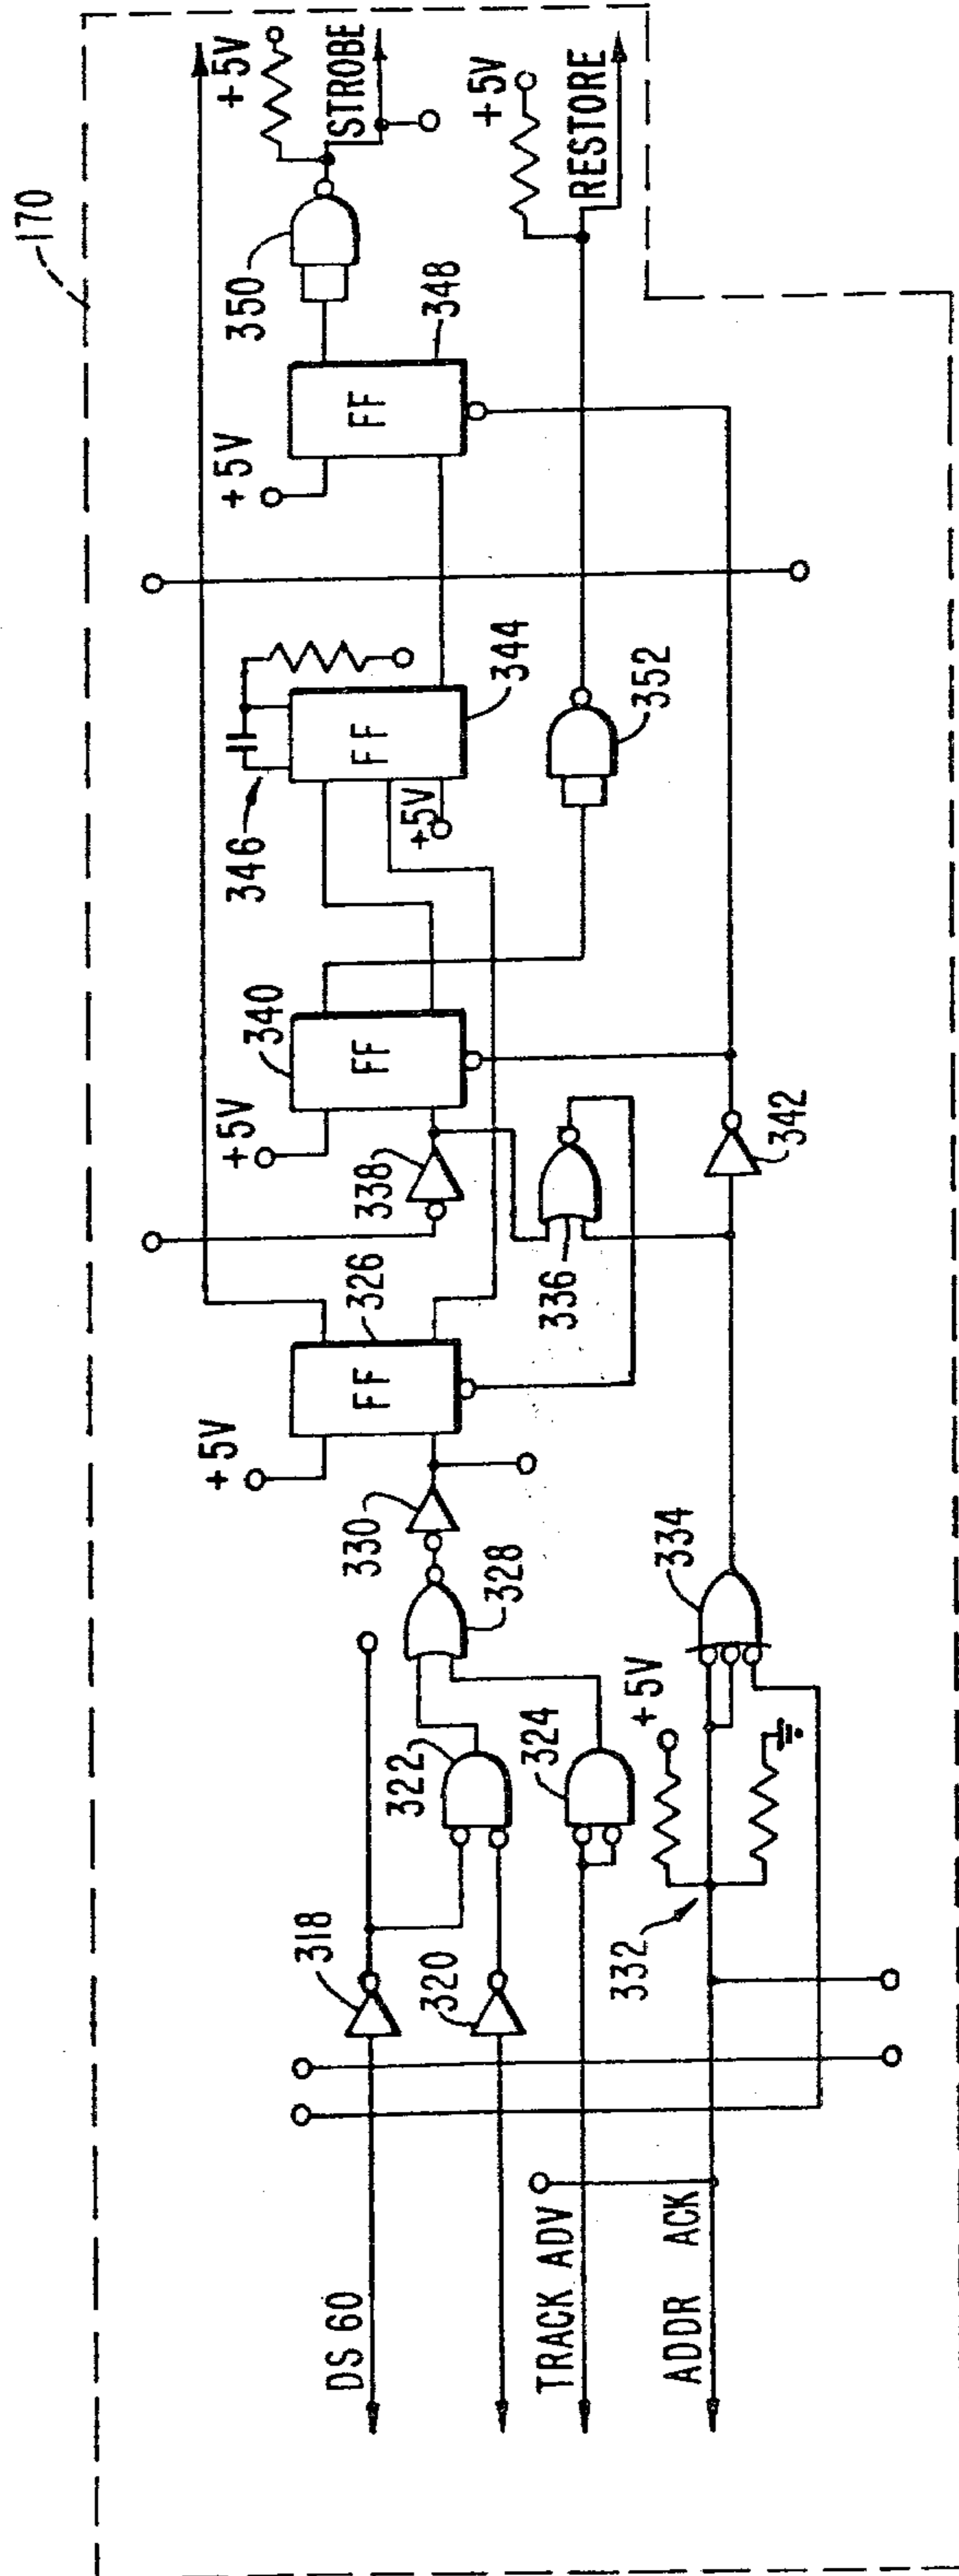 170
DS 60
TRACK ADV
ADDR ACK
318
320
322
324
332
+5V
334
328
330
+5V
FF
326
336
338
+5V
FF
340
342
346
+5V
FF
344
352
+5V
FF
348
350
+5V
STROBE
+5V
RESTORE